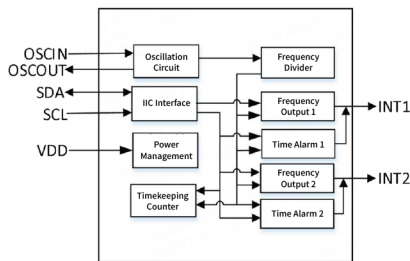 OSCIN
OSCOUT
SDA
SCL
VDD
Oscillation
Circuit
IIC Interface
Power
Management
Timekeeping
Counter
Frequency
Divider
Frequency
Output 1
Time Alarm 1
Frequency
Output 2
Time Alarm 2
INT1
INT2